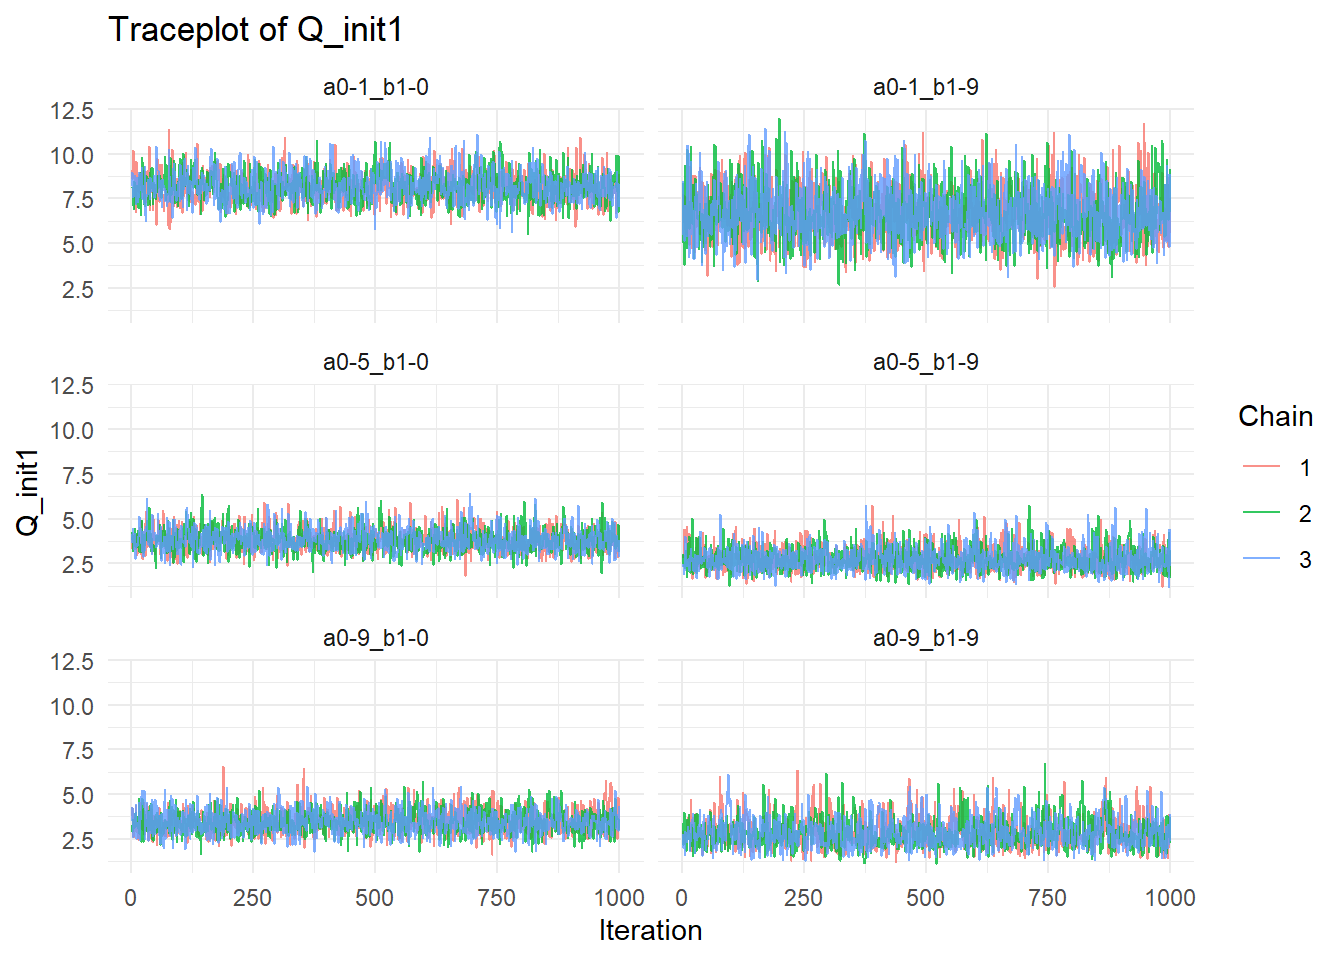 Traceplot of Q_init1
a0-1_b1-0
a0-1_b1-9
12.5
10.0
7.5
5.0
2.5
a0-5_b1-0
a0-5_b1-9
12.5
10.0
7.5
5.0
2.5
a0-9_b1-0
a0-9_b1-9
12.5
10.0
7.5
5.0
2.5
0 250 500 750 1000
0 250 500 750 1000
Iteration
Q_init1
Chain
1
2
3